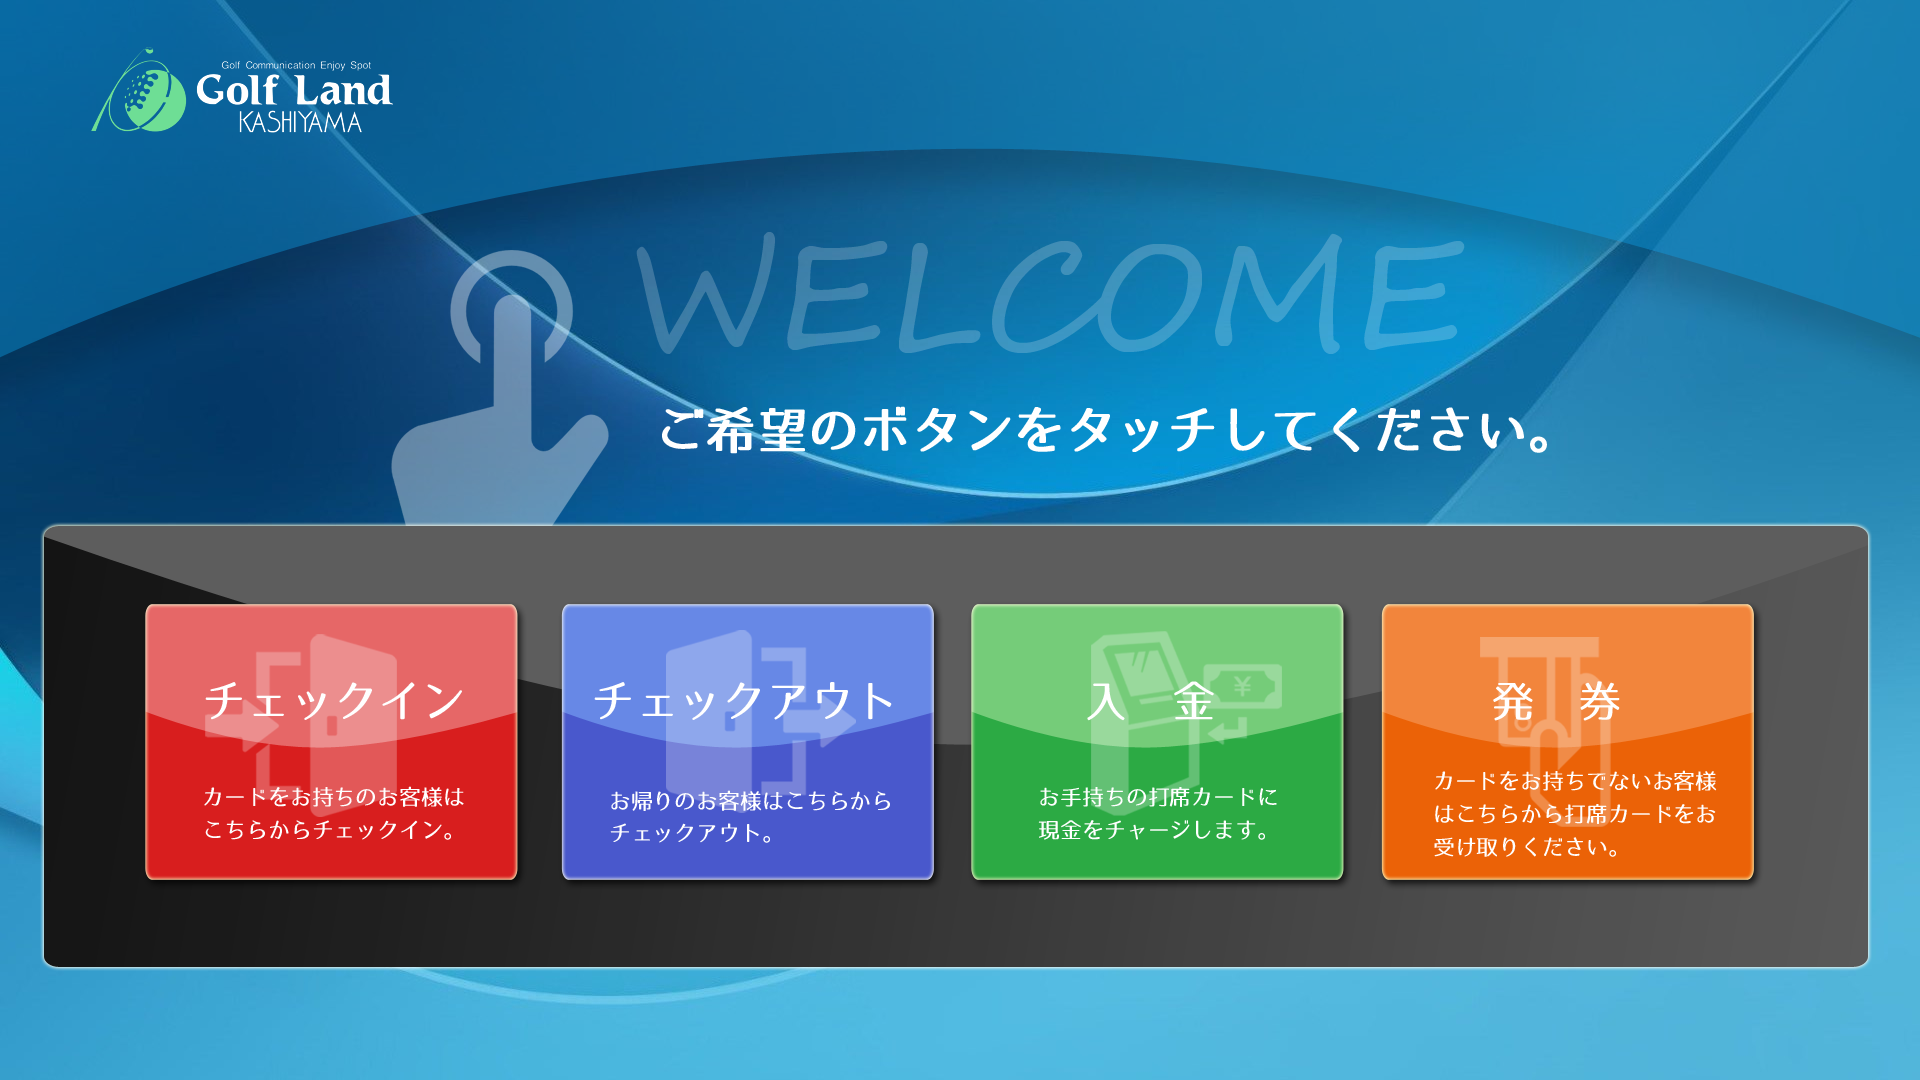 Golf Communication Enjoy Spot
Golf Land
KASHIYAMA
WELCOME
ご希望のボタンをタッチしてください。
チェックイン
カードをお持ちのお客様は
こちらからチェックイン。
チェックアウト
お帰りのお客様はこちらから
チェックアウト。
入　金
¥
お手持ちの打席カードに
現金をチャージします。
発　券
カードをお持ちでないお客様
はこちらから打席カードをお
受け取りください。